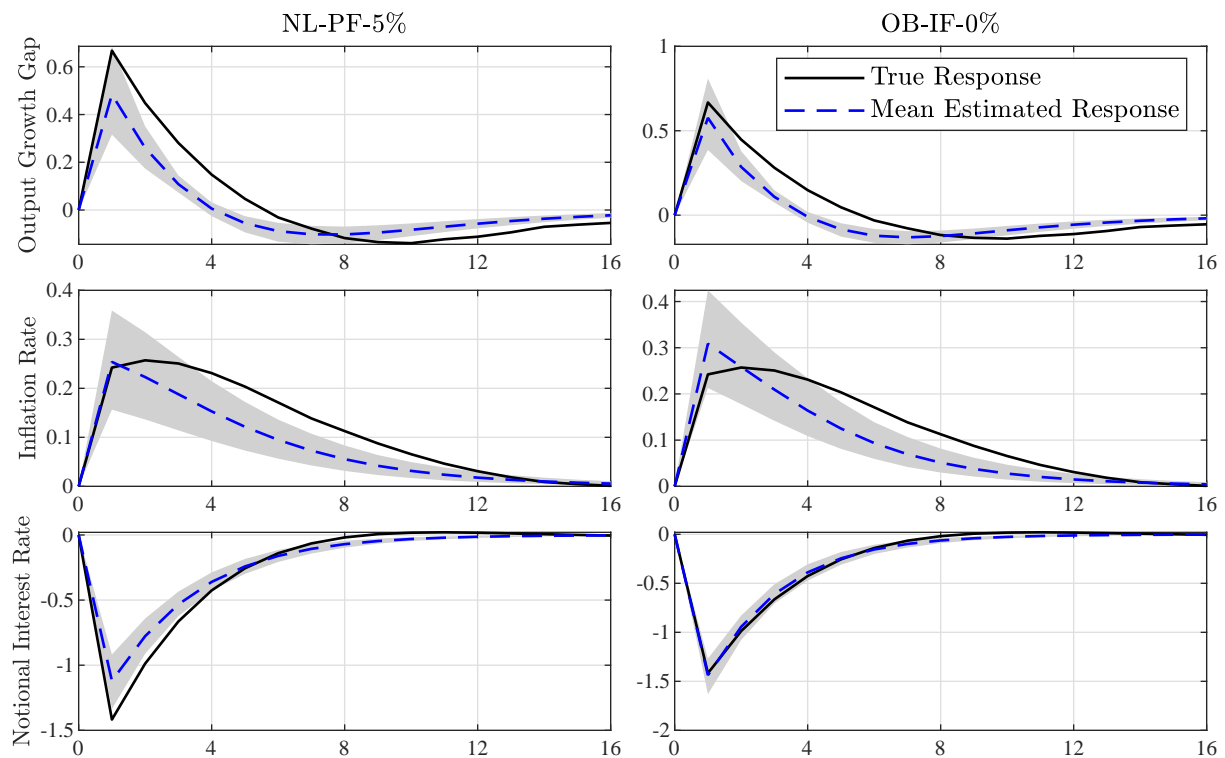 NL-PF-5%
OB-IF-0%
Output Growth Gap
0.6
0.4
0.2
0
0 4 8 12 16
1
0.5
0
0 4 8 12 16
True Response
Mean Estimated Response
Inflation Rate
0.4
0.3
0.2
0.1
0
0 4 8 12 16
0.4
0.3
0.2
0.1
0
0 4 8 12 16
Notional Interest Rate
0
-0.5
-1
-1.5
0 4 8 12 16
0
-0.5
-1
-1.5
-2
0 4 8 12 16